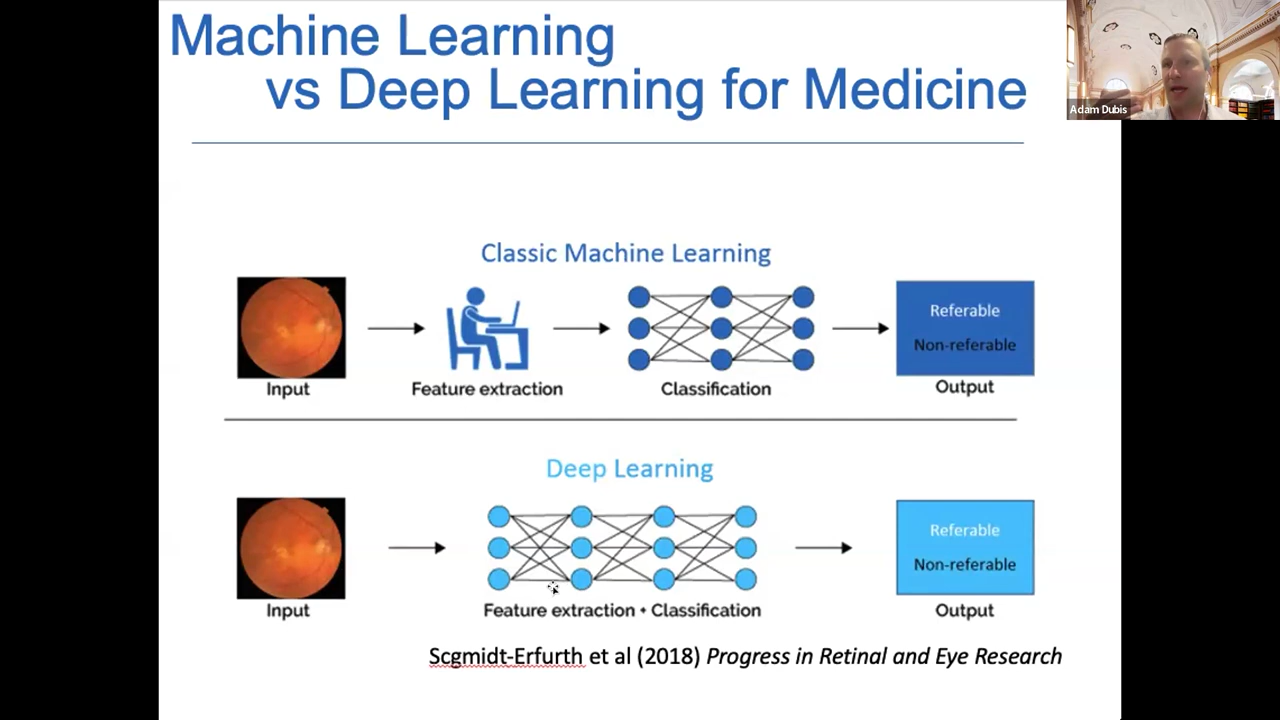 Machine Learning
vs Deep Learning for Medicine
Adam Dubis
Classic Machine Learning
Input
Feature extraction
Classification
Referable
Non-referable
Output
Deep Learning
Input
Feature extraction + Classification
Referable
Non-referable
Output
Scgmidt-Erfurth et al (2018) Progress in Retinal and Eye Research